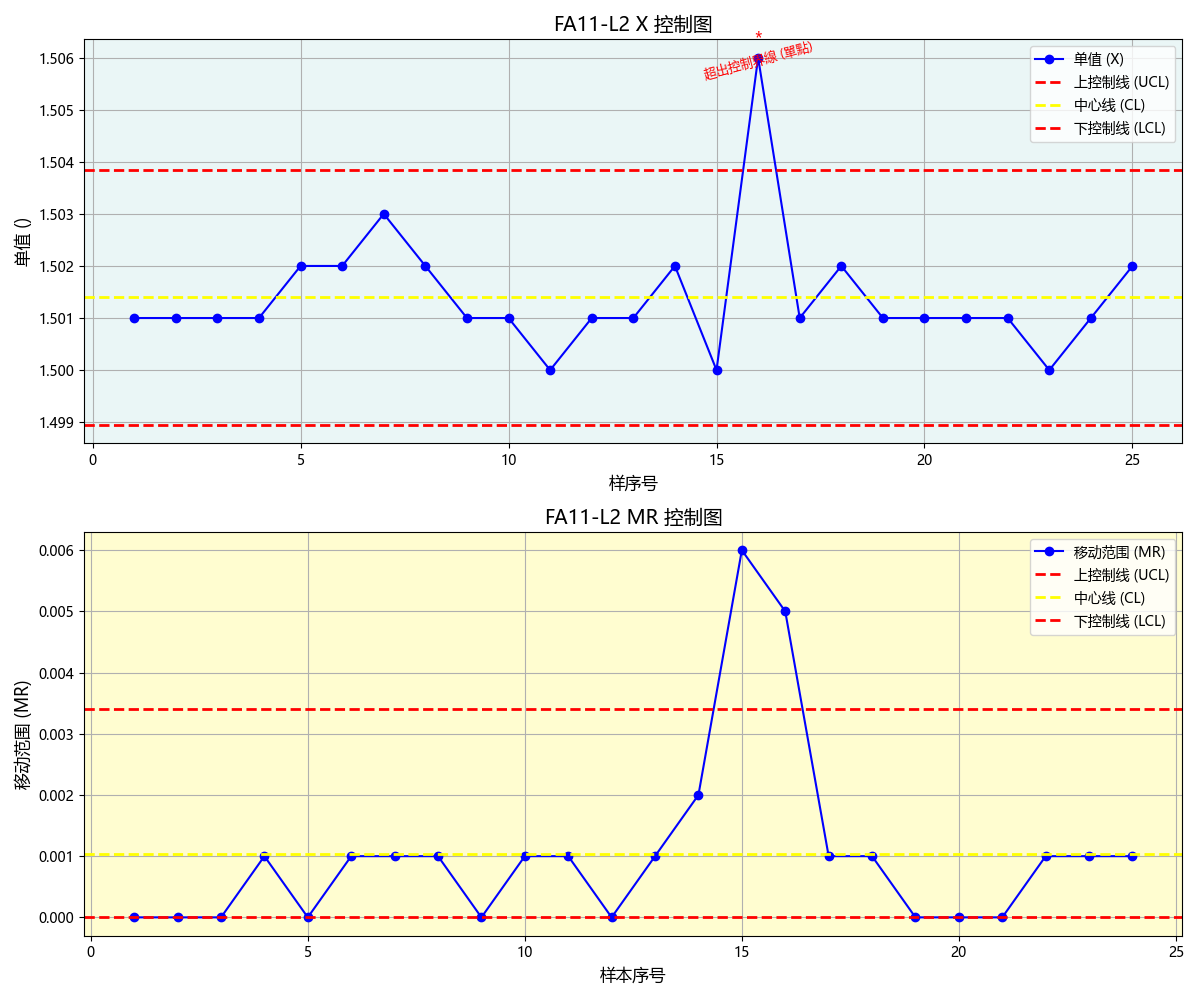 FA11-L2 X 控制图
*
超出控制界線 (單點)
单值 (X)
上控制线 (UCL)
中心线 (CL)
下控制线 (LCL)
单值 ()
1.506
1.505
1.504
1.503
1.502
1.501
1.500
1.499
0 5 10 15 20 25
样序号
FA11-L2 MR 控制图
移动范围 (MR)
上控制线 (UCL)
中心线 (CL)
下控制线 (LCL)
移动范围 (MR)
0.006
0.005
0.004
0.003
0.002
0.001
0.000
0 5 10 15 20 25
样本序号